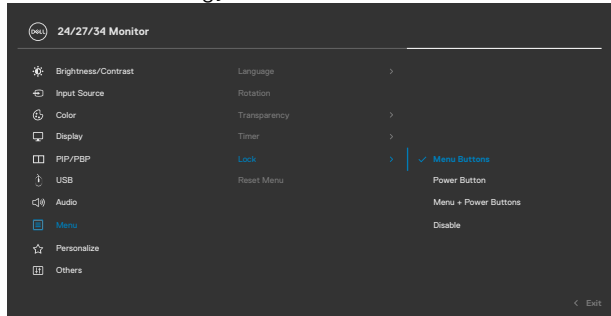 DELL
24/27/34 Monitor
Brightness/Contrast
Input Source
Color
Display
PIP/PBP
USB
Audio
Menu
Personalize
Others
Language
Rotation
Transparency
Timer
Lock
Reset Menu
Menu Buttons
Power Button
Menu + Power Buttons
Disable
Exit